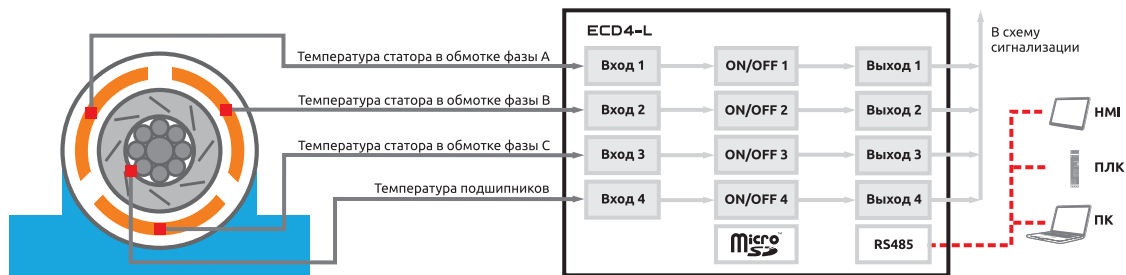 ECD4-L
В схему
сигнализации
Температура статора в обмотке фазы A
Вход 1
ON/OFF 1
Выход 1
Температура статора в обмотке фазы B
Вход 2
ON/OFF 2
Выход 2
HMI
Температура статора в обмотке фазы C
Вход 3
ON/OFF 3
Выход 3
ПЛК
Температура подшипников
Вход 4
ON/OFF 4
Выход 4
ПК
Micro SD™
RS485